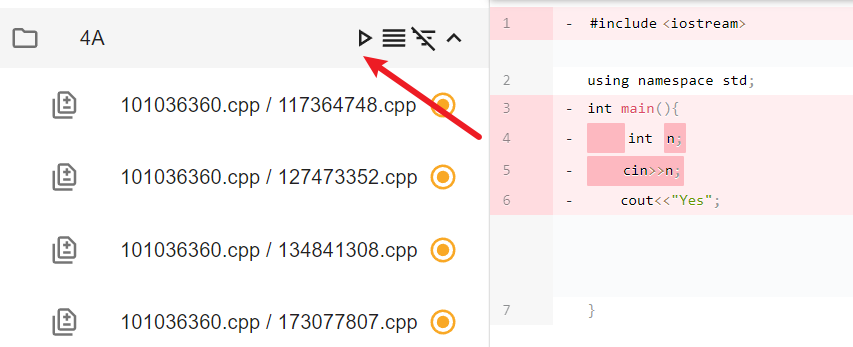 4A
101036360.cpp / 117364748.cpp
101036360.cpp / 127473352.cpp
101036360.cpp / 134841308.cpp
101036360.cpp / 173077807.cpp
1 - #include <iostream>
2 using namespace std;
3 - int main(){
4 - int n;
5 - cin>>n;
6 - cout<<"Yes";
7 }